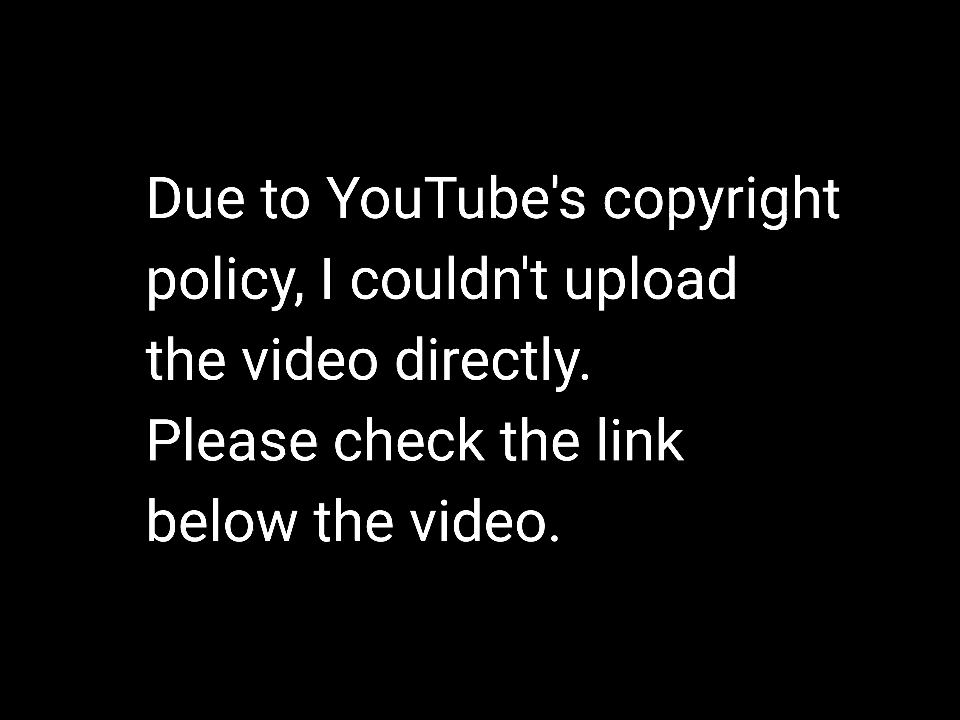 Due to YouTube's copyright
policy, I couldn't upload
the video directly.
Please check the link
below the video.